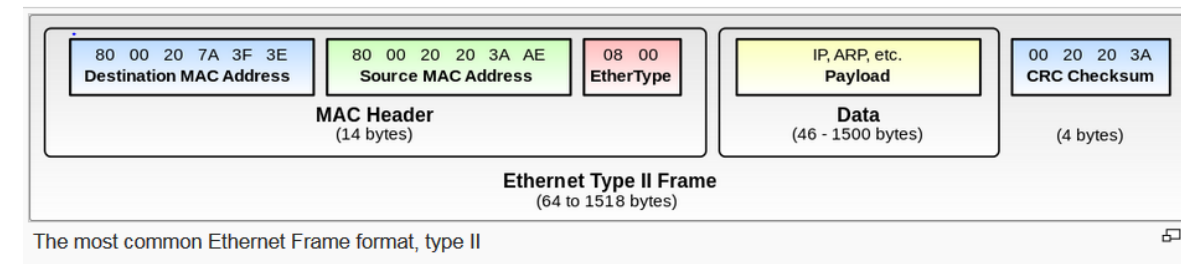 80 00 20 7A 3F 3E
Destination MAC Address
80 00 20 20 3A AE
Source MAC Address
08 00
EtherType
MAC Header
(14 bytes)
IP, ARP, etc.
Payload
Data
(46 - 1500 bytes)
00 20 20 3A
CRC Checksum
(4 bytes)
Ethernet Type II Frame
(64 to 1518 bytes)
The most common Ethernet Frame format, type II